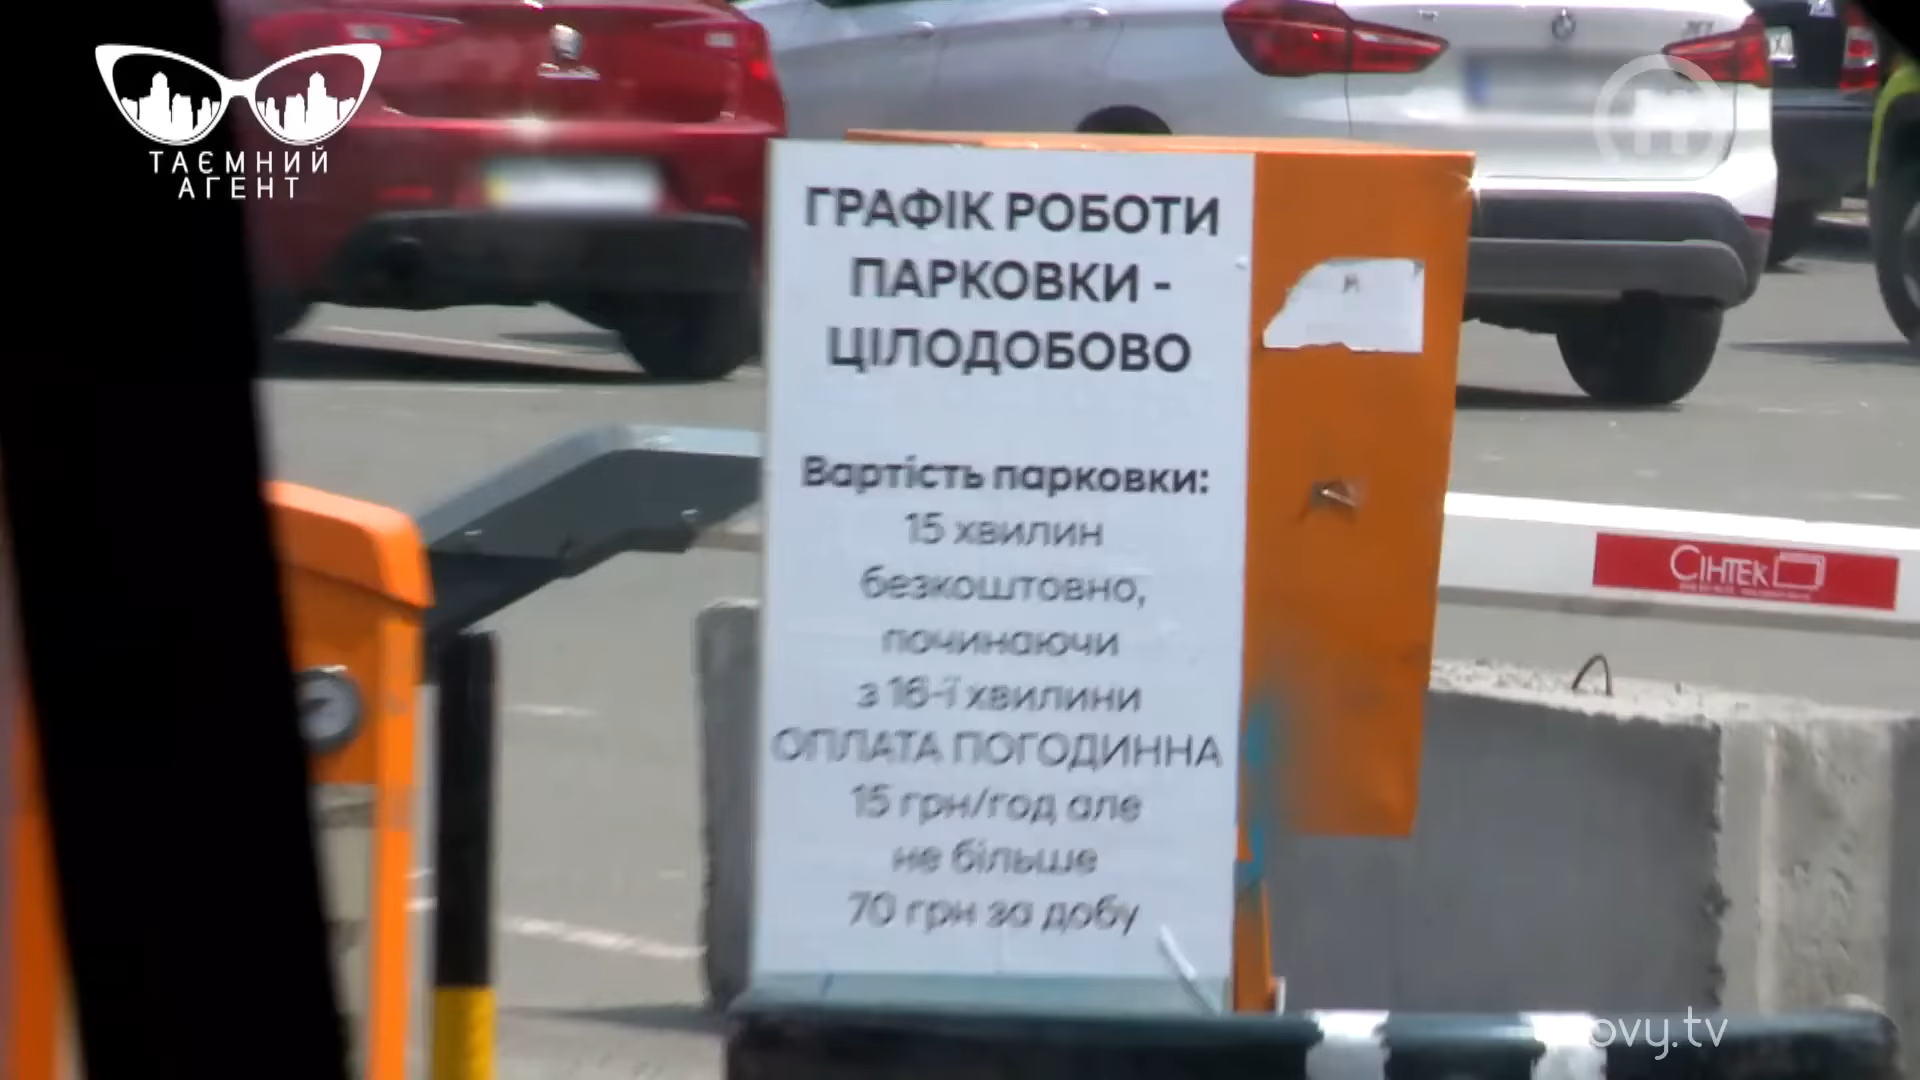 ТАЄМНИЙ
АГЕНТ
ГРАФІК РОБОТИ
ПАРКОВКИ -
ЦІЛОДОБОВО
Вартість парковки:
15 хвилин
безкоштовно,
починаючи
з 16-ї хвилини
ОПЛАТА ПОГОДИННА
15 грн/год але
не більше
70 грн за добу
СІНТЕК
ovy.tv